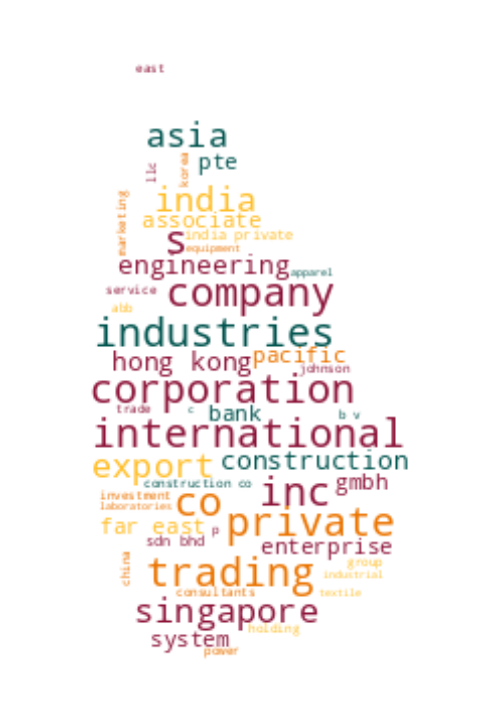 east
asia
llc
korea
pte
marketing
india
associate
s
india private
equipment
engineering
apparel
service
company
abb
industries
hong kong
pacific
johnson
corporation
trade
c
bank
b v
international
export
construction
construction co
inc
gmbh
investment
laboratories
co
far east
p
private
sdn bhd
enterprise
china
trading
group
industrial
consultants
textile
singapore
holding
system
power